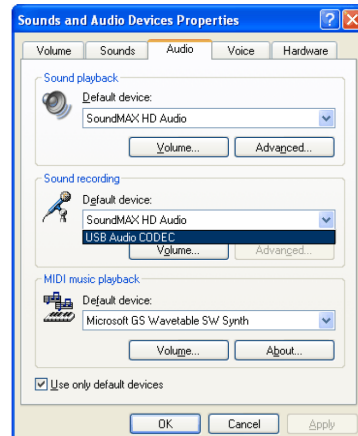 Sounds and Audio Devices Properties
Volume Sounds Audio Voice Hardware
Sound playback
Default device:
SoundMAX HD Audio
Volume... Advanced...
Sound recording
Default device:
SoundMAX HD Audio
USB Audio CODEC
Volume... Advanced...
MIDI music playback
Default device:
Microsoft GS Wavetable SW Synth
Volume... About...
Use only default devices
OK Cancel Apply